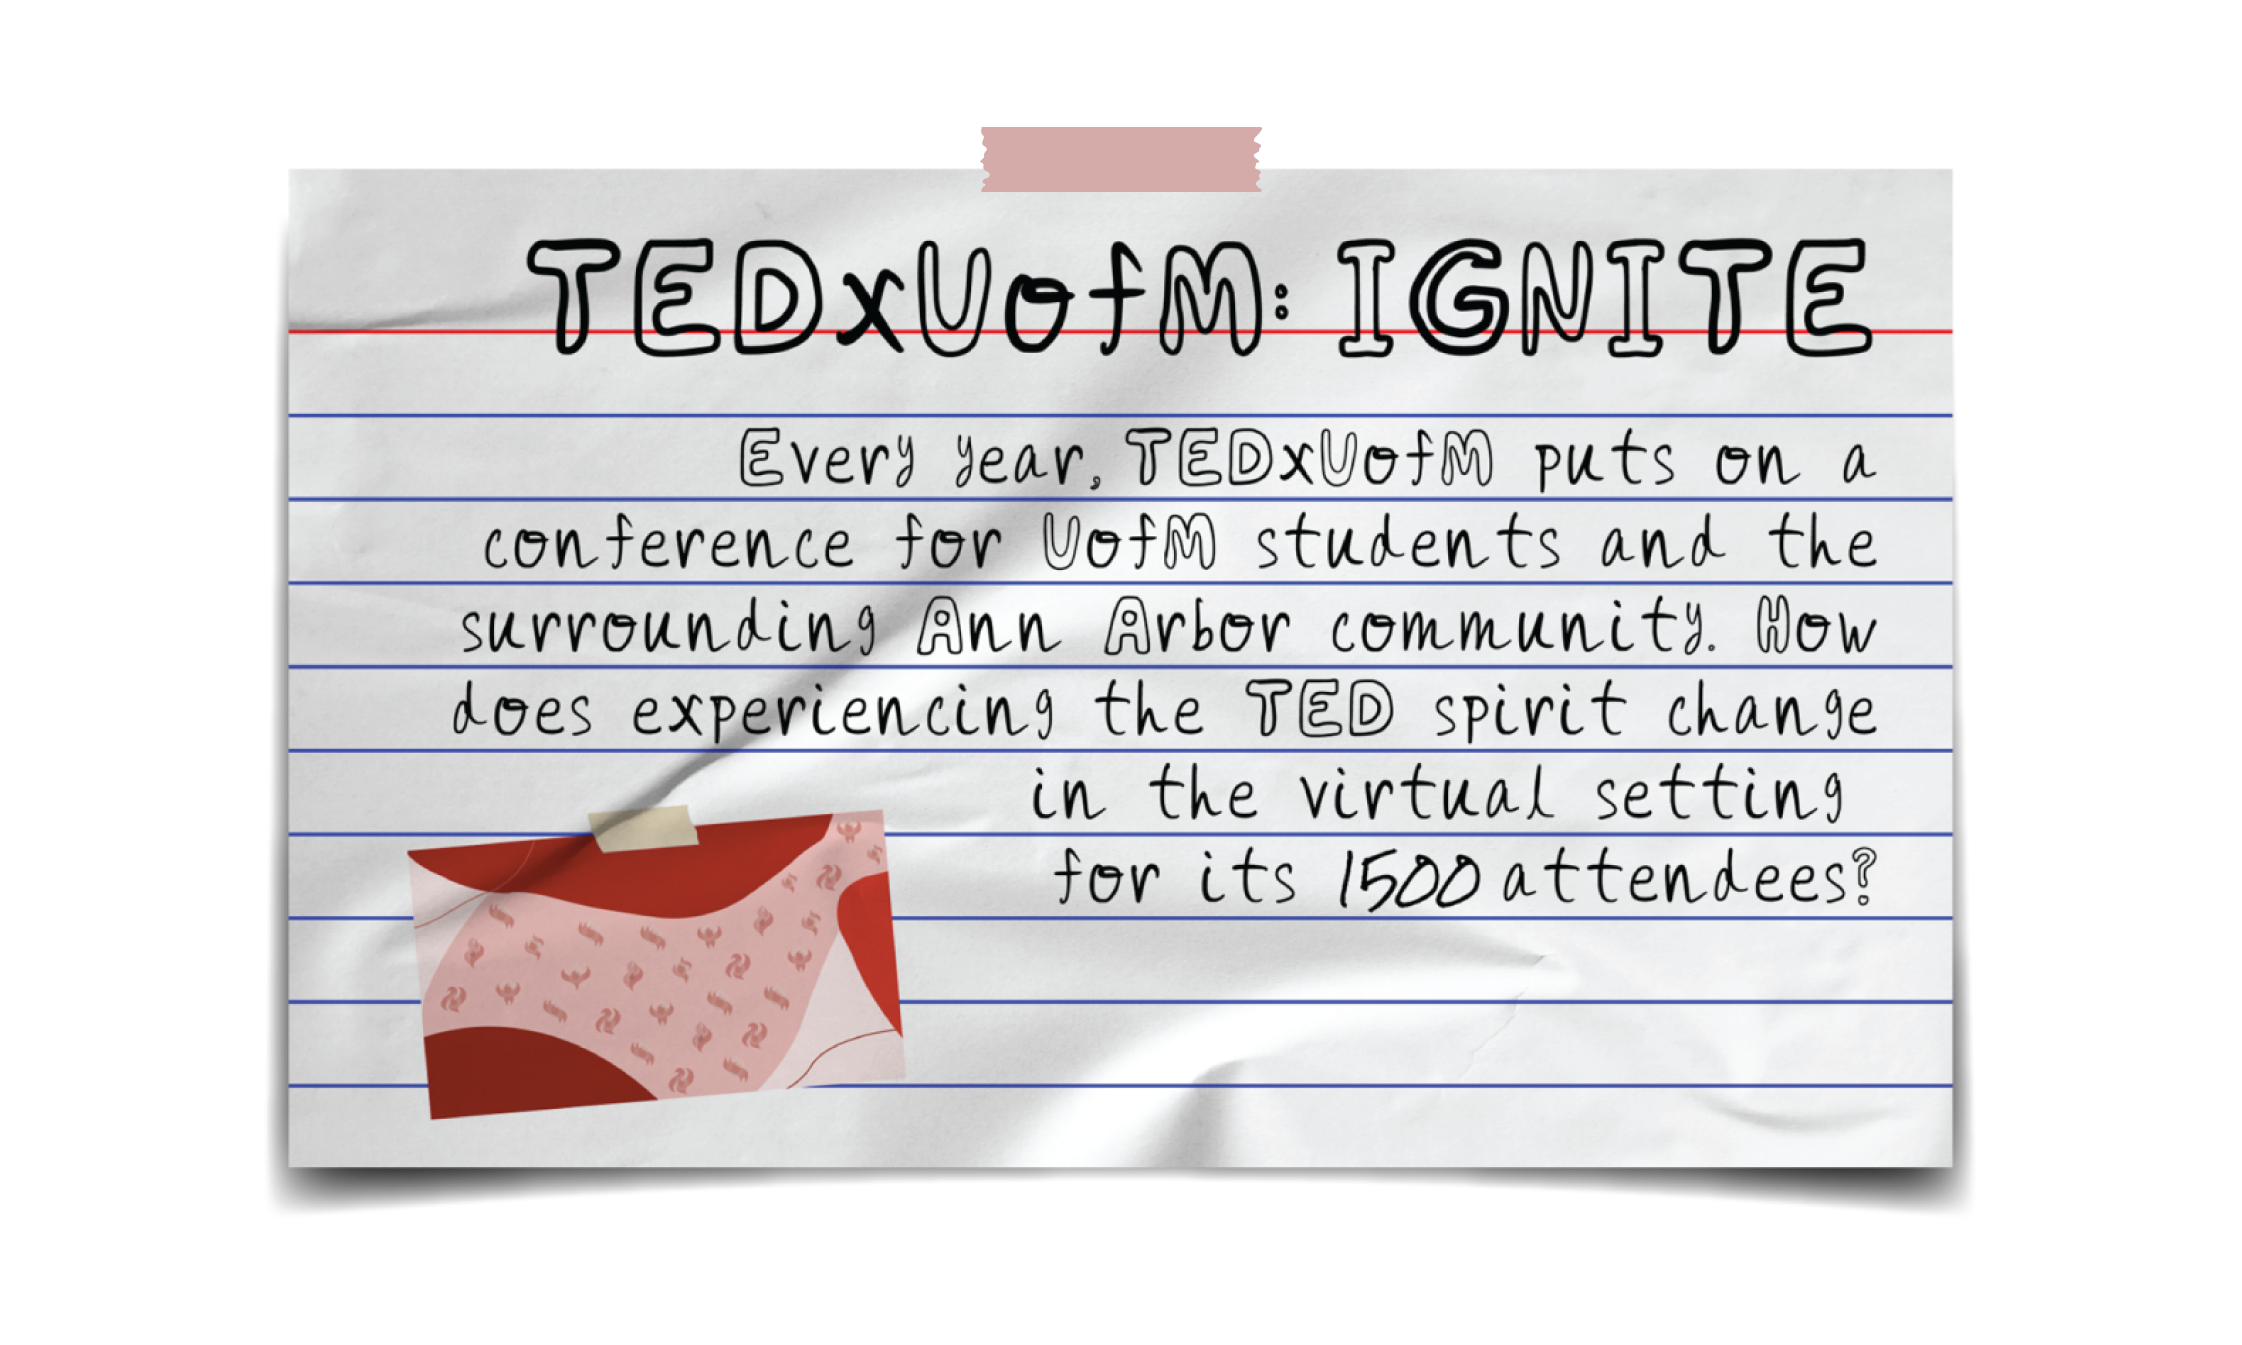 TEDxUofM: IGNITE
Every year, TEDxUofM puts on a
conference for UofM students and the
surrounding Ann Arbor community. How
does experiencing the TED spirit change
in the virtual setting
for its 1500 attendees?